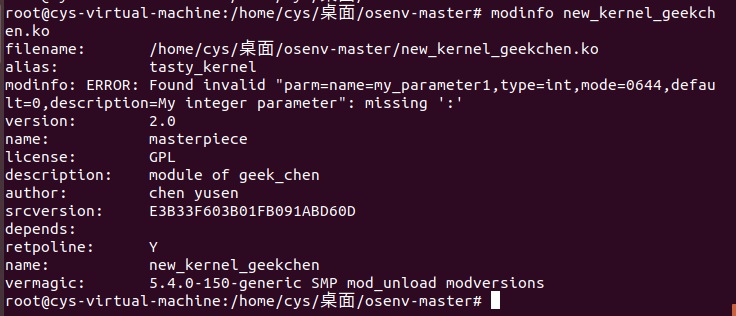 root@cys-virtual-machine:/home/cys/桌面/osenv-master# modinfo new_kernel_geekch
en.ko
filename:       /home/cys/桌面/osenv-master/new_kernel_geekchen.ko
alias:          tasty_kernel
modinfo: ERROR: Found invalid "parm=name=my_parameter1,type=int,mode=0644,defau
lt=0,description=My integer parameter": missing ':'
version:        2.0
name:           masterpiece
license:        GPL
description:    module of geek_chen
author:         chen yusen
srcversion:     E3B33F603B01FB091ABD60D
depends:
retpoline:      Y
name:           new_kernel_geekchen
vermagic:       5.4.0-150-generic SMP mod_unload modversions
root@cys-virtual-machine:/home/cys/桌面/osenv-master#